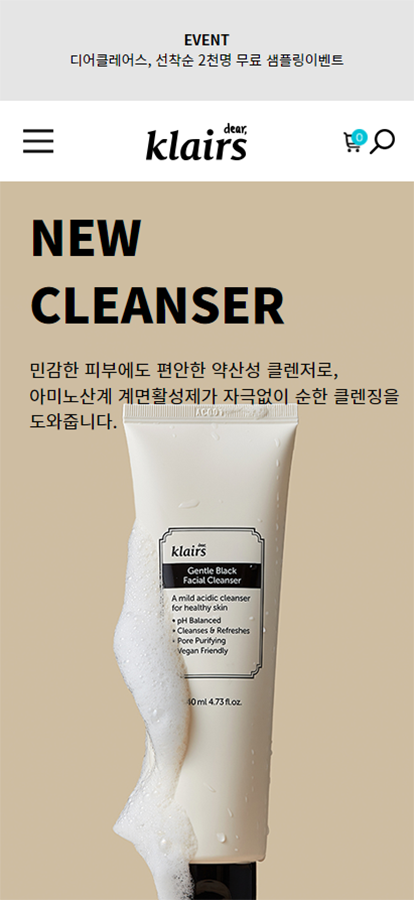 EVENT
디어클레어스, 선착순 2천명 무료 샘플링이벤트
dear,
klairs
0
NEW
CLEANSER
민감한 피부에도 편안한 약산성 클렌저로,
아미노산계 계면활성제가 자극없이 순한 클렌징을
도와줍니다.
dear,
klairs
Gentle Black
Facial Cleanser
A mild acidic cleanser
for healthy skin
• pH Balanced
• Cleanses & Refreshes
• Pore Purifying
Vegan Friendly
40 ml 4.73 fl.oz.